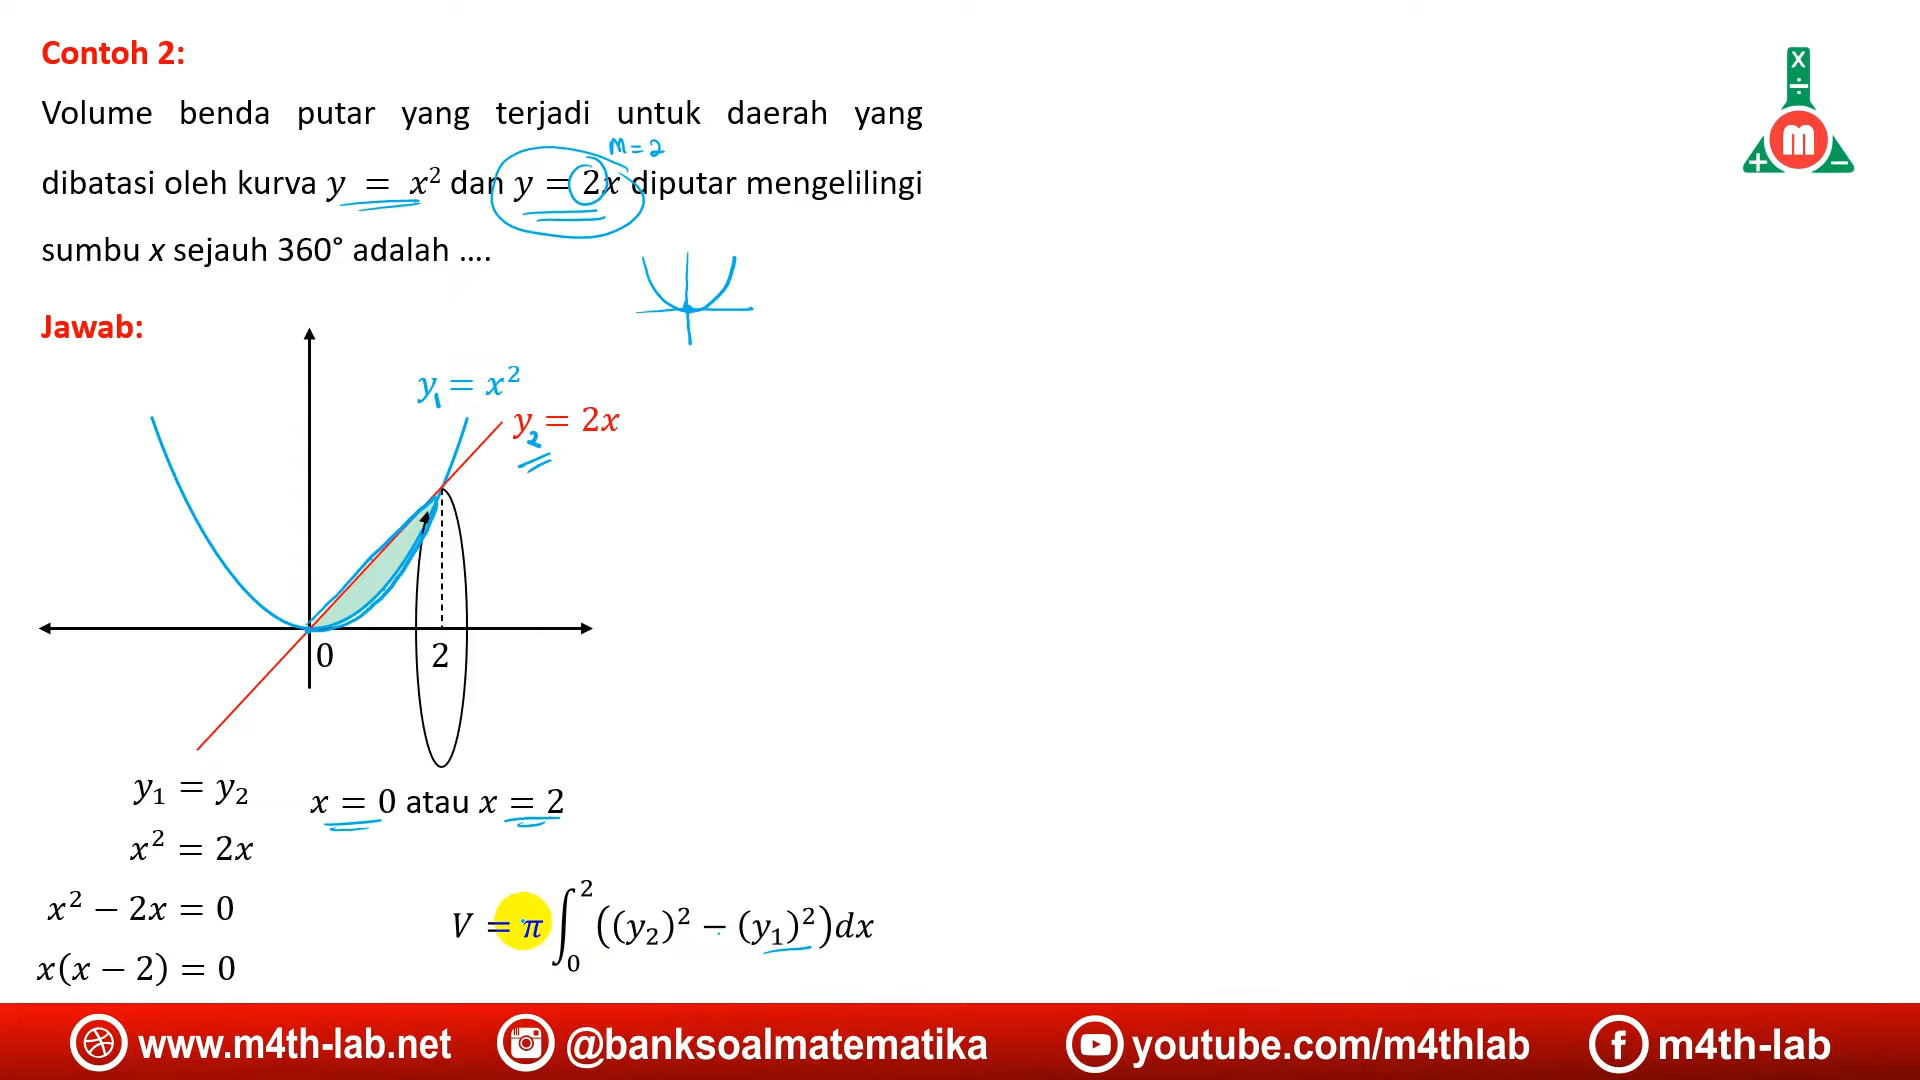 Contoh 2:
Volume benda putar yang terjadi untuk daerah yang
m = 2
dibatasi oleh kurva y = x² dan y = 2x diputar mengelilingi
sumbu x sejauh 360° adalah ....
Jawab:
y₁ = x²
y₂ = 2x
0
2
y₁ = y₂
x = 0 atau x = 2
x² = 2x
x² − 2x = 0
x(x − 2) = 0
V = π ∫₀² ((y₂)² − (y₁)²)dx
X
÷
m
+
−
www.m4th-lab.net
@banksoalmatematika
youtube.com/m4thlab
f
m4th-lab